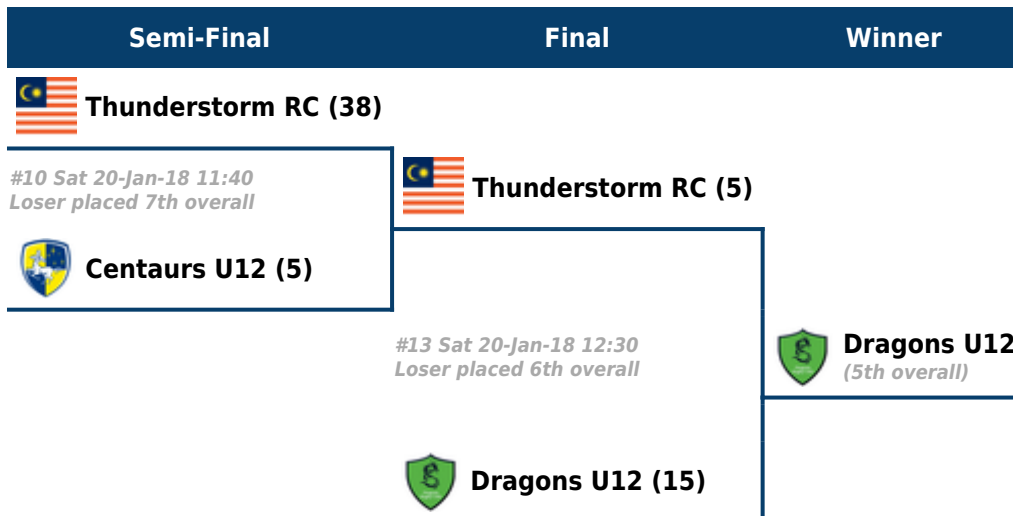 Semi-Final
Final
Winner
Thunderstorm RC (38)
#10 Sat 20-Jan-18 11:40
Loser placed 7th overall
Thunderstorm RC (5)
Centaurs U12 (5)
#13 Sat 20-Jan-18 12:30
Loser placed 6th overall
Dragons U12
(5th overall)
Dragons U12 (15)